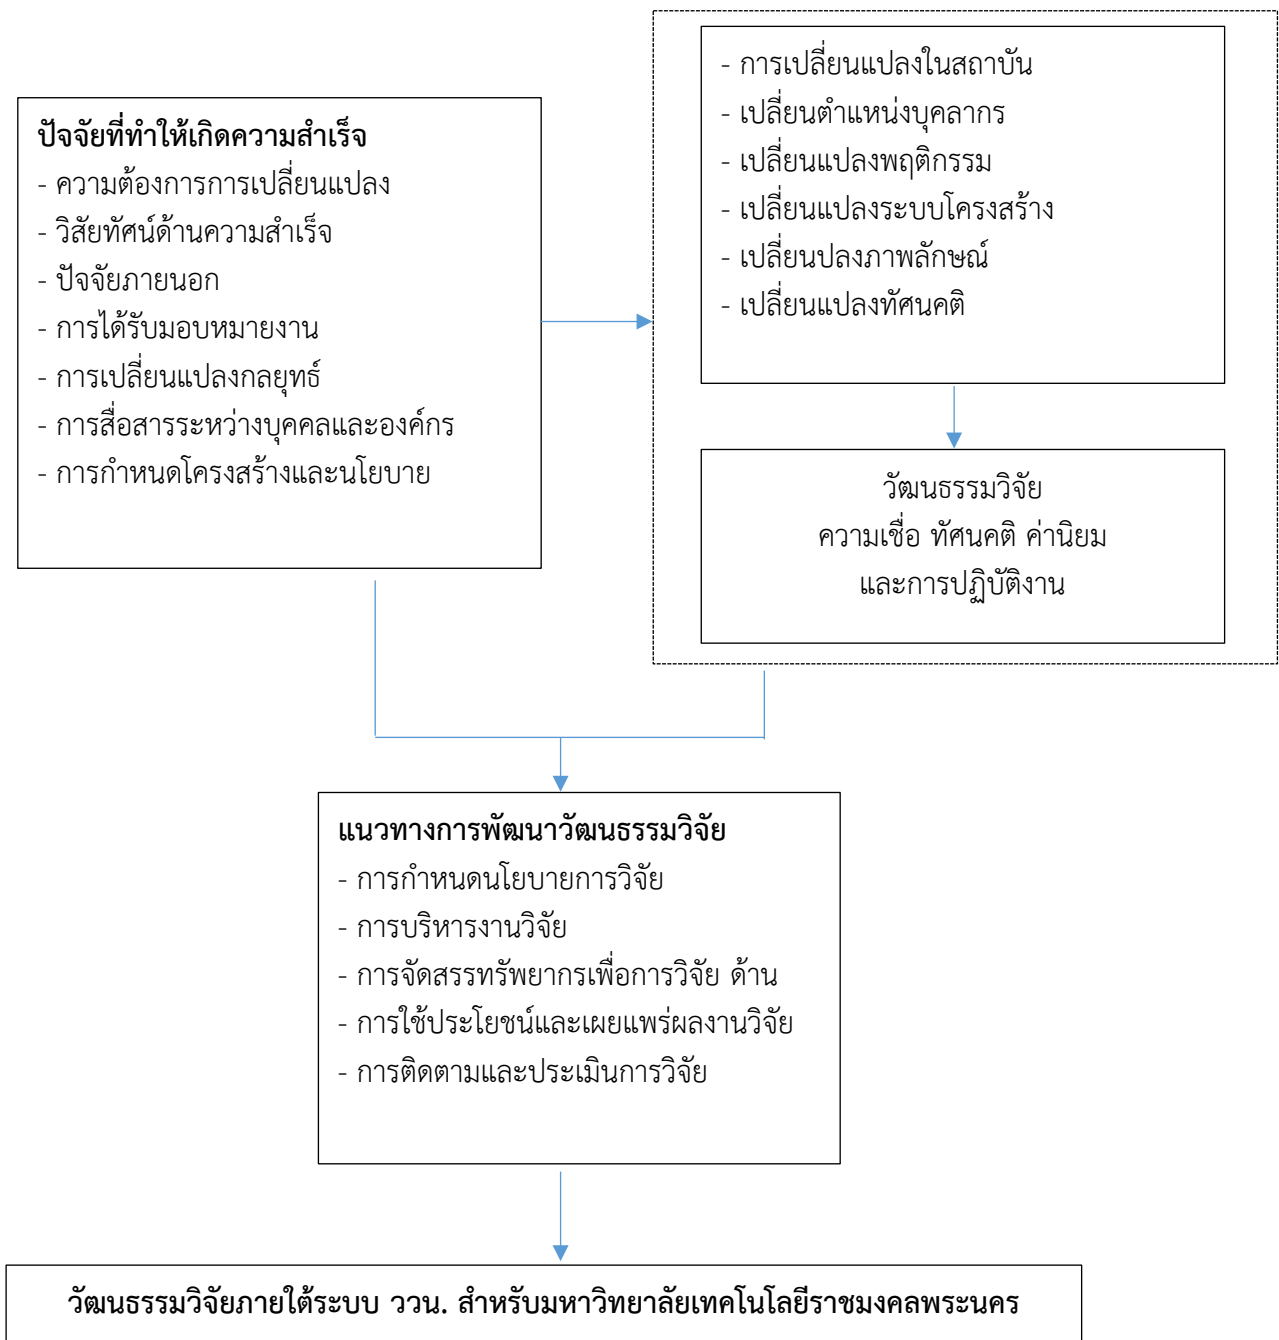 ปัจจัยที่ทำให้เกิดความสำเร็จ
- ความต้องการการเปลี่ยนแปลง
- วิสัยทัศน์ด้านความสำเร็จ
- ปัจจัยภายนอก
- การได้รับมอบหมายงาน
- การเปลี่ยนแปลงกลยุทธ์
- การสื่อสารระหว่างบุคคลและองค์กร
- การกำหนดโครงสร้างและนโยบาย
- การเปลี่ยนแปลงในสถาบัน
- เปลี่ยนตำแหน่งบุคลากร
- เปลี่ยนแปลงพฤติกรรม
- เปลี่ยนแปลงระบบโครงสร้าง
- เปลี่ยนปลงภาพลักษณ์
- เปลี่ยนแปลงทัศนคติ
วัฒนธรรมวิจัย
ความเชื่อ ทัศนคติ ค่านิยม
และการปฏิบัติงาน
แนวทางการพัฒนาวัฒนธรรมวิจัย
- การกำหนดนโยบายการวิจัย
- การบริหารงานวิจัย
- การจัดสรรทรัพยากรเพื่อการวิจัย ด้าน
- การใช้ประโยชน์และเผยแพร่ผลงานวิจัย
- การติดตามและประเมินการวิจัย
วัฒนธรรมวิจัยภายใต้ระบบ ววน. สำหรับมหาวิทยาลัยเทคโนโลยีราชมงคลพระนคร